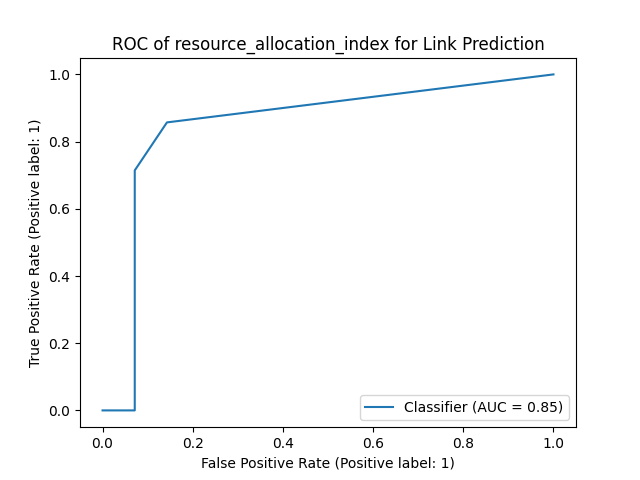 ROC of resource_allocation_index for Link Prediction
1.0
0.8
0.6
0.4
0.2
0.0
True Positive Rate (Positive label: 1)
Classifier (AUC = 0.85)
0.0 0.2 0.4 0.6 0.8 1.0
False Positive Rate (Positive label: 1)